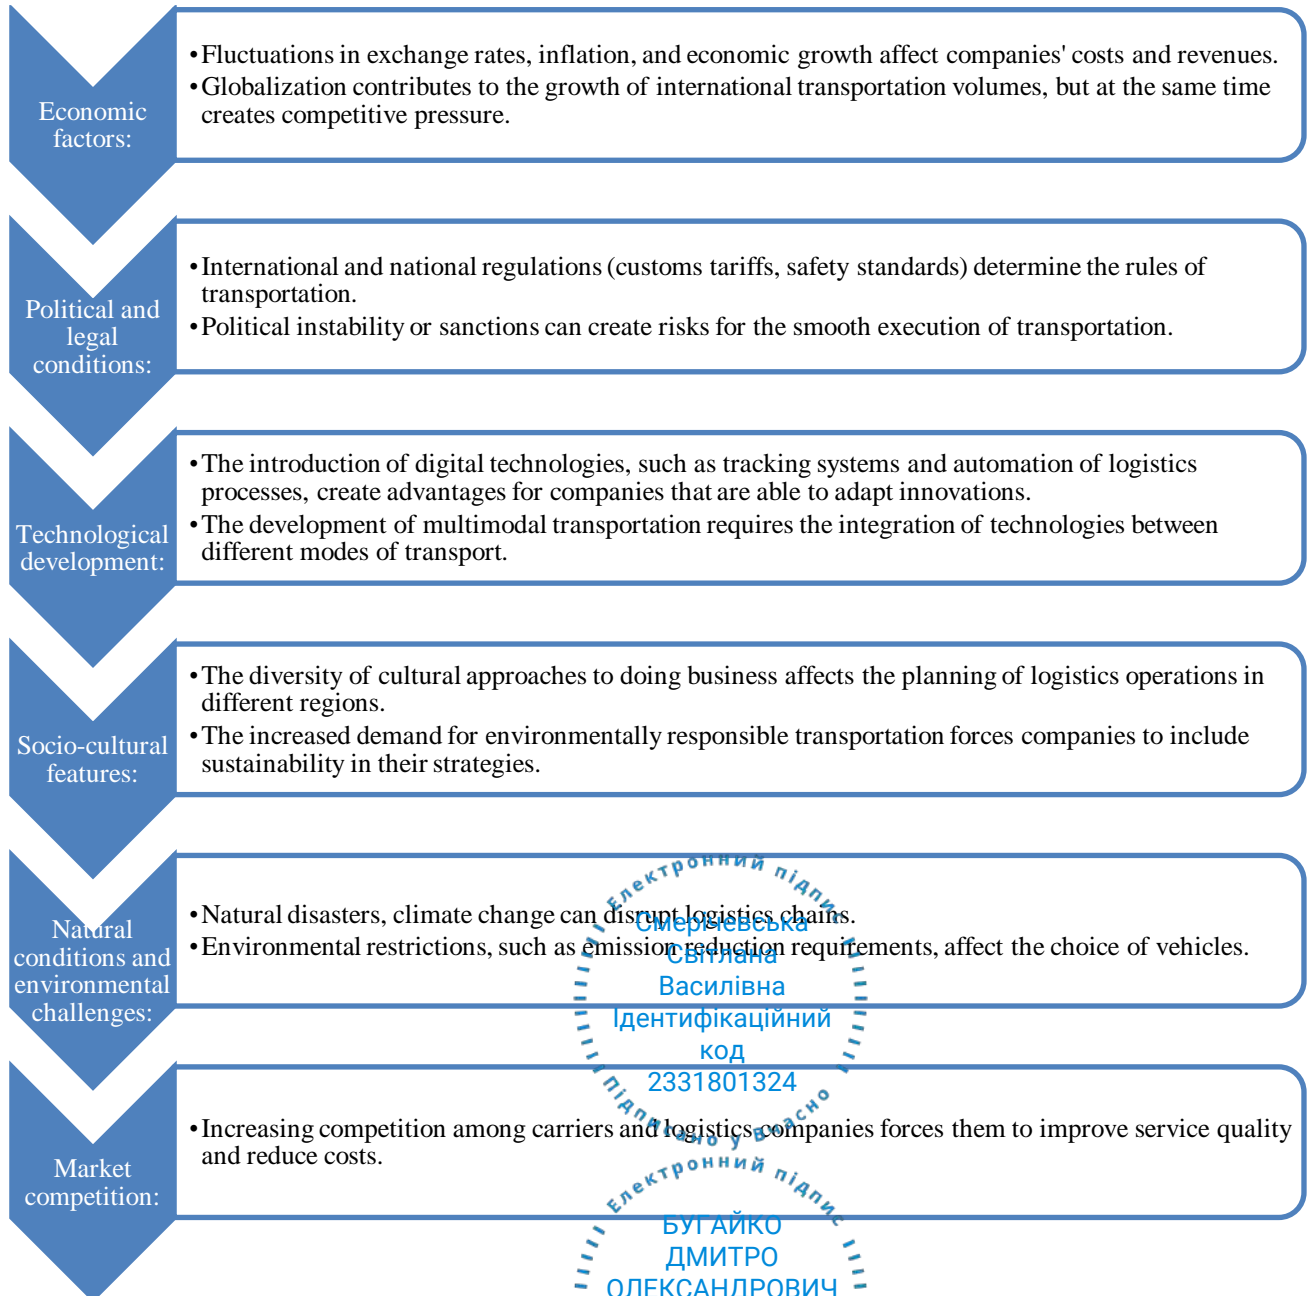 Economic
factors:
•Fluctuations in exchange rates, inflation, and economic growth affect companies' costs and revenues.
•Globalization contributes to the growth of international transportation volumes, but at the same time
creates competitive pressure.
Political and
legal
conditions:
•International and national regulations (customs tariffs, safety standards) determine the rules of
transportation.
•Political instability or sanctions can create risks for the smooth execution of transportation.
Technological
development:
•The introduction of digital technologies, such as tracking systems and automation of logistics
processes, create advantages for companies that are able to adapt innovations.
•The development of multimodal transportation requires the integration of technologies between
different modes of transport.
Socio-cultural
features:
•The diversity of cultural approaches to doing business affects the planning of logistics operations in
different regions.
•The increased demand for environmentally responsible transportation forces companies to include
sustainability in their strategies.
Natural
conditions and
environmental
challenges:
•Natural disasters, climate change can disrupt logistics chains.
•Environmental restrictions, such as emission reduction requirements, affect the choice of vehicles.
Електронний підпис
Смерічевська
Світлана
Василівна
Ідентифікаційний
код
2331801324
Підписано у Вчасно
Market
competition:
•Increasing competition among carriers and logistics companies forces them to improve service quality
and reduce costs.
Електронний підпис
БУГАЙКО
ДМИТРО
ОЛЕКСАНДРОВИЧ